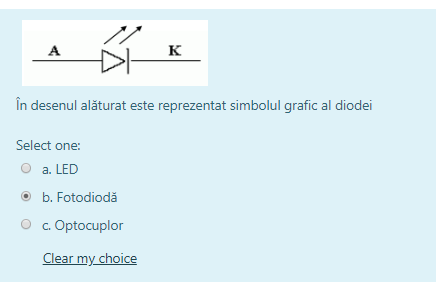 A K
În desenul alăturat este reprezentat simbolul grafic al diodei
Select one:
a. LED
b. Fotodiodă
c. Optocuplor
Clear my choice